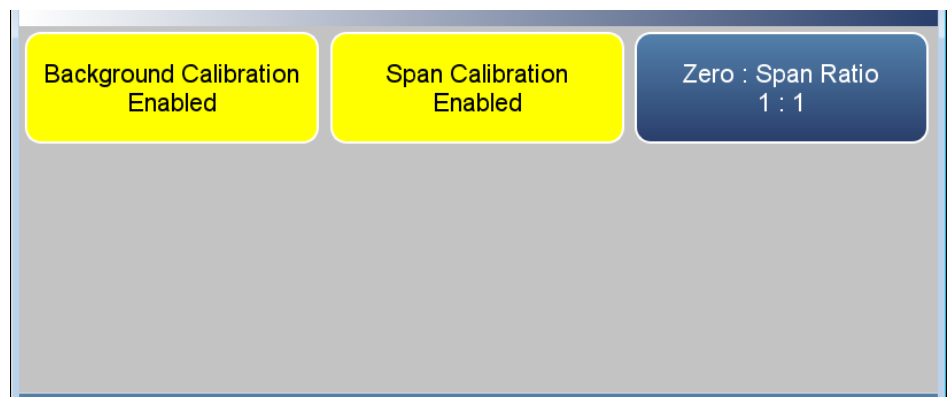 Background Calibration
Enabled
Span Calibration
Enabled
Zero : Span Ratio
1 : 1